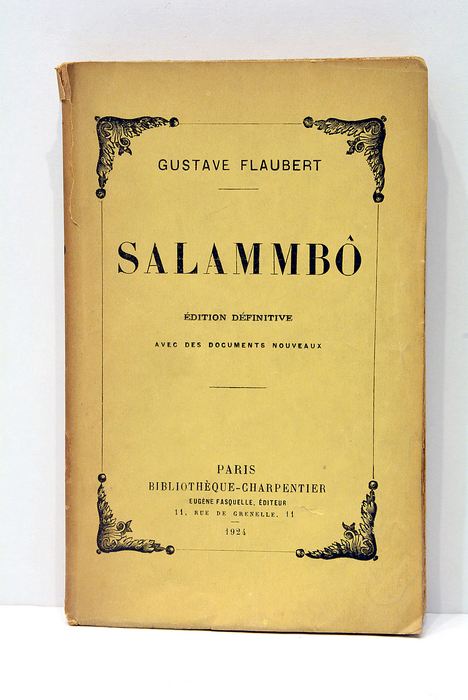 GUSTAVE FLAUBERT
SALAMMBÔ
ÉDITION DÉFINITIVE
AVEC DES DOCUMENTS NOUVEAUX
PARIS
BIBLIOTHÈQUE-CHARPENTIER
EUGÈNE FASQUELLE, ÉDITEUR
11, RUE DE GRENELLE, 11
1924